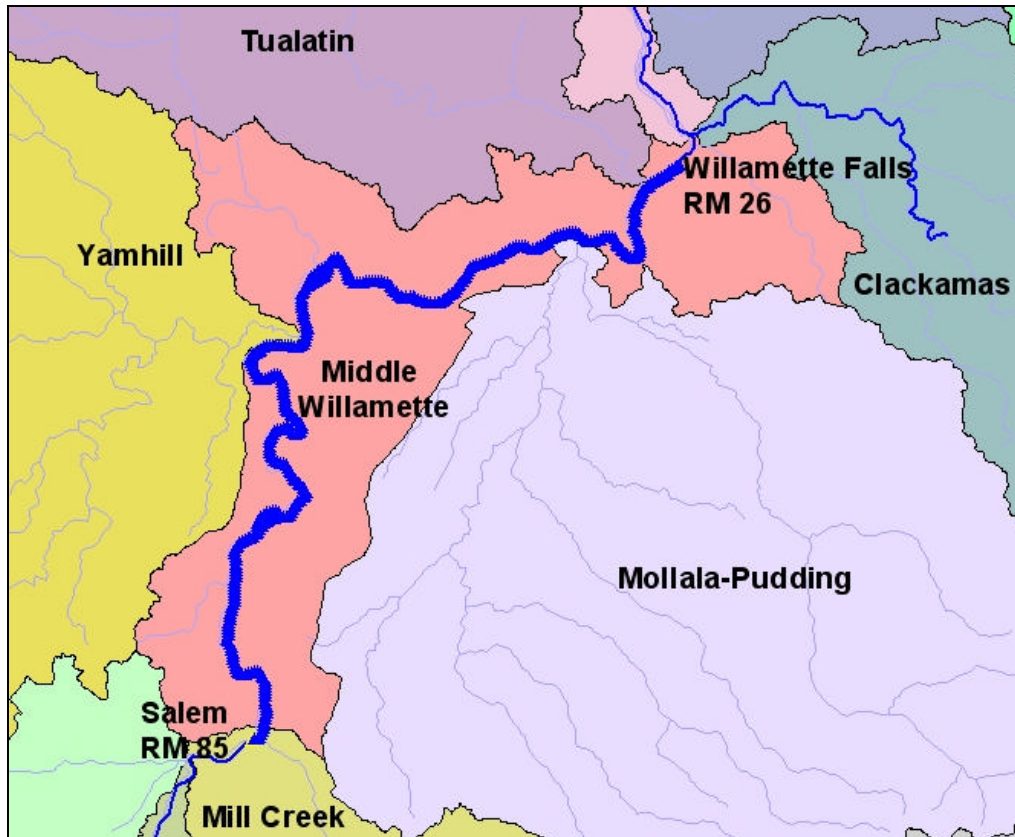 Tualatin
Willamette Falls
RM 26
Yamhill
Clackamas
Middle
Willamette
Mollala-Pudding
Salem
RM 85
Mill Creek